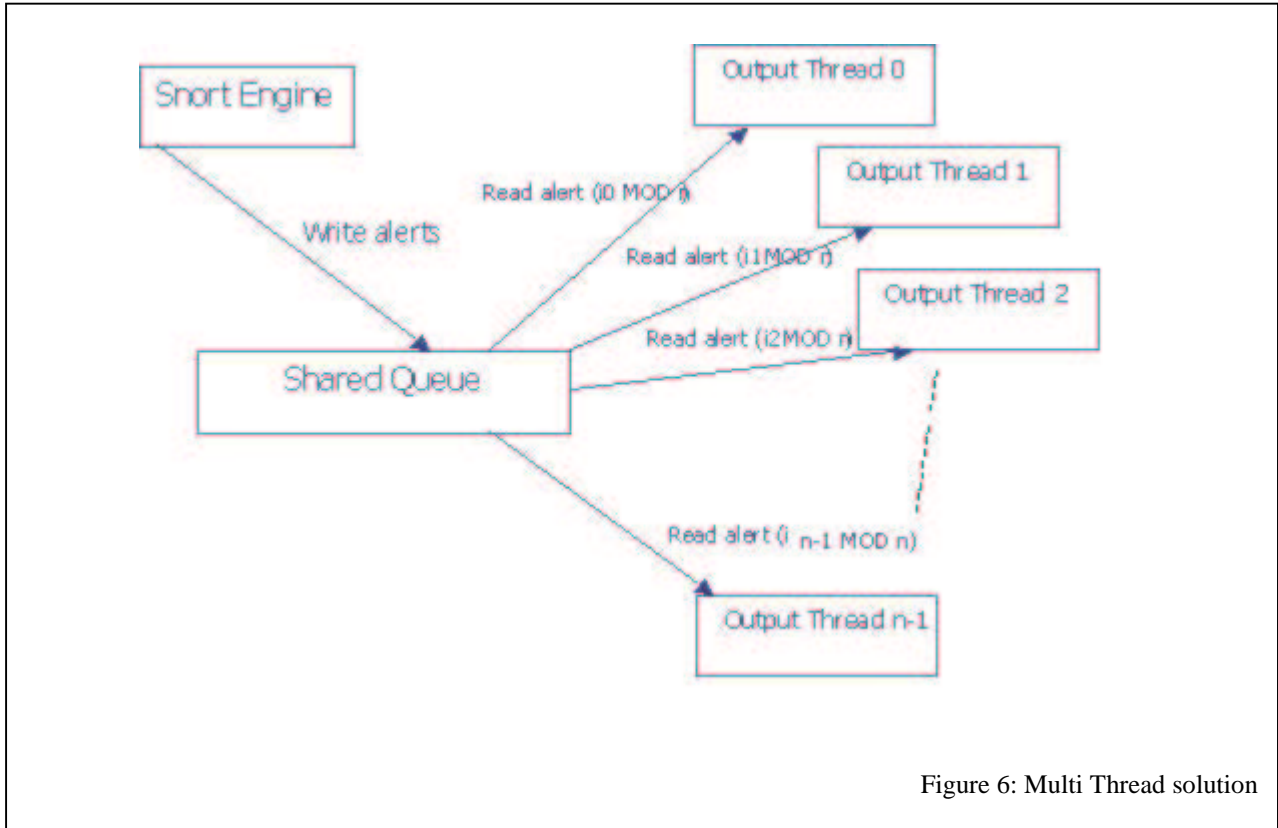 Output Thread 0
Snort Engine
Output Thread 1
Read alert (i0 MOD n)
Write alerts
Read alert (i1MOD n)
Output Thread 2
Read alert (i2MOD n)
Shared Queue
Read alert (i n-1 MOD n)
Output Thread n-1
Figure 6: Multi Thread solution